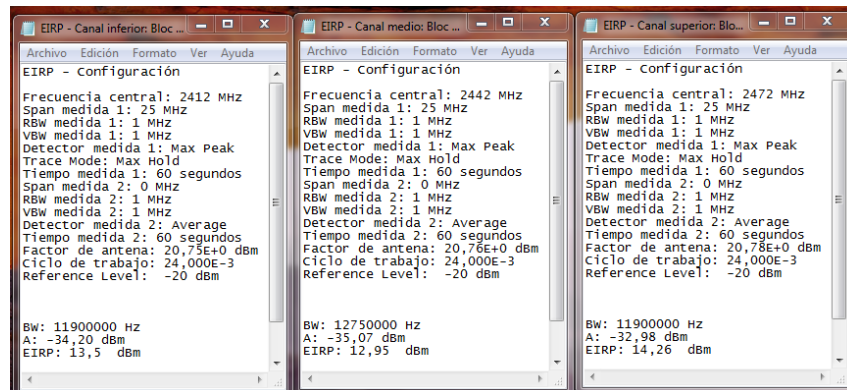 EIRP - Canal inferior: Bloc ...
Archivo Edición Formato Ver Ayuda
EIRP - Configuración
Frecuencia central: 2412 MHz
Span medida 1: 25 MHz
RBW medida 1: 1 MHz
VBW medida 1: 1 MHz
Detector medida 1: Max Peak
Trace Mode: Max Hold
Tiempo medida 1: 60 segundos
Span medida 2: 0 MHz
RBW medida 2: 1 MHz
VBW medida 2: 1 MHz
Detector medida 2: Average
Tiempo medida 2: 60 segundos
Factor de antena: 20,75E+0 dBm
Ciclo de trabajo: 24,000E-3
Reference Level: -20 dBm
BW: 11900000 Hz
A: -34,20 dBm
EIRP: 13,5 dBm
EIRP - Canal medio: Bloc ...
Archivo Edición Formato Ver Ayuda
EIRP - Configuración
Frecuencia central: 2442 MHz
Span medida 1: 25 MHz
RBW medida 1: 1 MHz
VBW medida 1: 1 MHz
Detector medida 1: Max Peak
Trace Mode: Max Hold
Tiempo medida 1: 60 segundos
Span medida 2: 0 MHz
RBW medida 2: 1 MHz
VBW medida 2: 1 MHz
Detector medida 2: Average
Tiempo medida 2: 60 segundos
Factor de antena: 20,76E+0 dBm
Ciclo de trabajo: 24,000E-3
Reference Level: -20 dBm
BW: 12750000 Hz
A: -35,07 dBm
EIRP: 12,95 dBm
EIRP - Canal superior: Blo...
Archivo Edición Formato Ver Ayuda
EIRP - Configuración
Frecuencia central: 2472 MHz
Span medida 1: 25 MHz
RBW medida 1: 1 MHz
VBW medida 1: 1 MHz
Detector medida 1: Max Peak
Trace Mode: Max Hold
Tiempo medida 1: 60 segundos
Span medida 2: 0 MHz
RBW medida 2: 1 MHz
VBW medida 2: 1 MHz
Detector medida 2: Average
Tiempo medida 2: 60 segundos
Factor de antena: 20,78E+0 dBm
Ciclo de trabajo: 24,000E-3
Reference Level: -20 dBm
BW: 11900000 Hz
A: -32,98 dBm
EIRP: 14,26 dBm